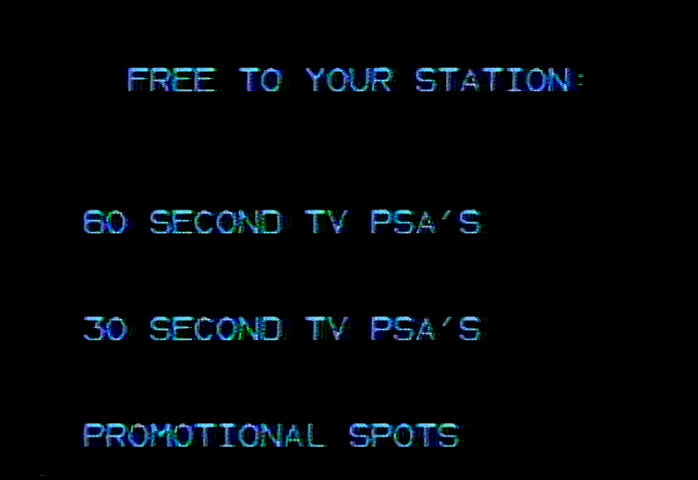 FREE TO YOUR STATION:
60 SECOND TV PSA'S
30 SECOND TV PSA'S
PROMOTIONAL SPOTS